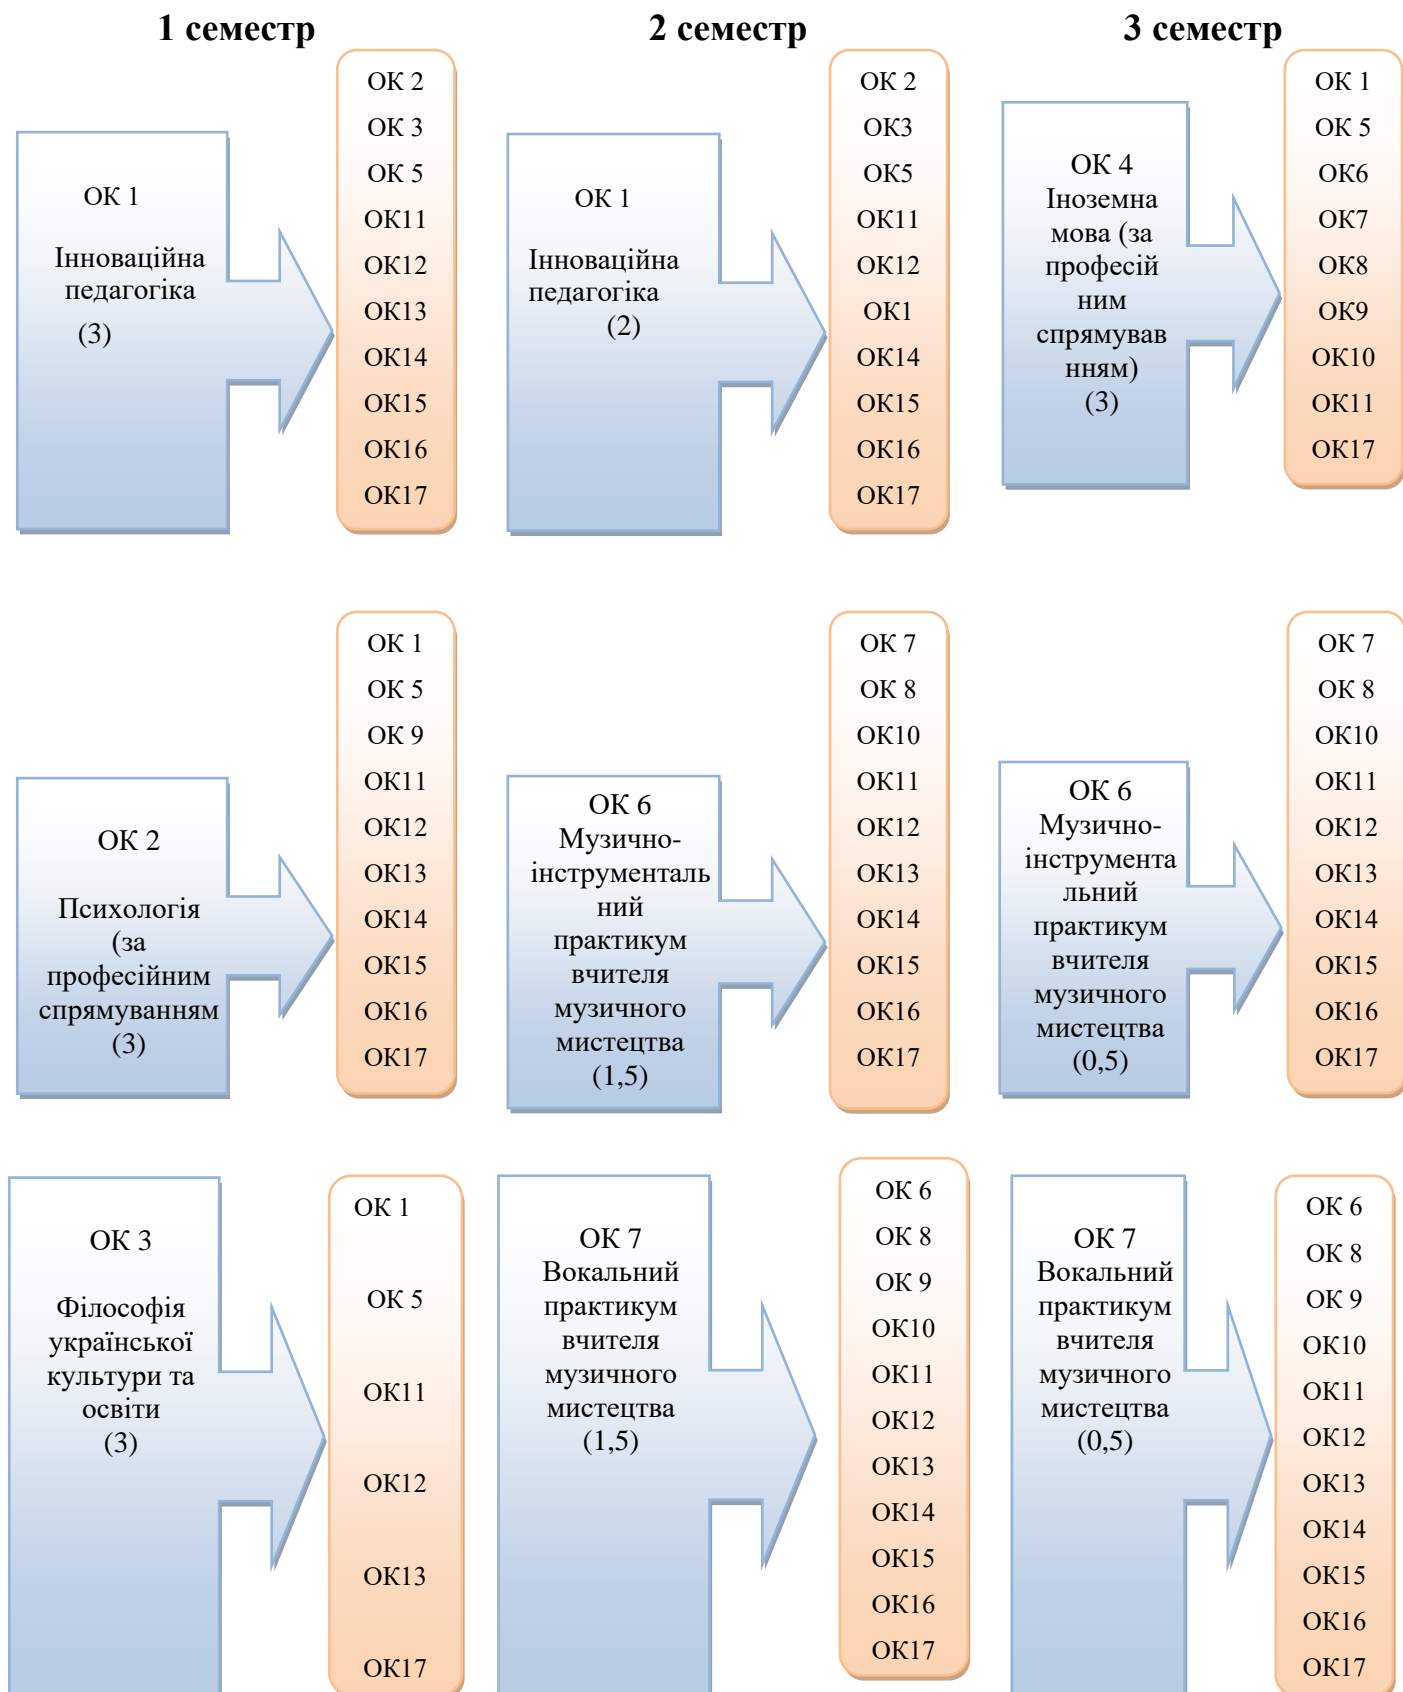 1 семестр
2 семестр
3 семестр
ОК 1
Інноваційна
педагогіка
(3)
ОК 2
ОК 3
ОК 5
ОК11
ОК12
ОК13
ОК14
ОК15
ОК16
ОК17
ОК 1
Інноваційна
педагогіка
(2)
ОК 2
ОК3
ОК5
ОК11
ОК12
ОК1
ОК14
ОК15
ОК16
ОК17
ОК 4
Іноземна
мова (за
професій
ним
спрямуван
нням)
(3)
ОК 1
ОК 5
ОК6
ОК7
ОК8
ОК9
ОК10
ОК11
ОК17
ОК 2
Психологія
(за
професійним
спрямуванням
(3)
ОК 1
ОК 5
ОК 9
ОК11
ОК12
ОК13
ОК14
ОК15
ОК16
ОК17
ОК 6
Музично-
інструменталь
ний
практикум
вчителя
музичного
мистецтва
(1,5)
ОК 7
ОК 8
ОК10
ОК11
ОК12
ОК13
ОК14
ОК15
ОК16
ОК17
ОК 6
Музично-
інструмента
льний
практикум
вчителя
музичного
мистецтва
(0,5)
ОК 7
ОК 8
ОК10
ОК11
ОК12
ОК13
ОК14
ОК15
ОК16
ОК17
ОК 3
Філософія
української
культури та
освіти
(3)
ОК 1
ОК 5
ОК11
ОК12
ОК13
ОК17
ОК 7
Вокальний
практикум
вчителя
музичного
мистецтва
(1,5)
ОК 6
ОК 8
ОК 9
ОК10
ОК11
ОК12
ОК13
ОК14
ОК15
ОК16
ОК17
ОК 7
Вокальний
практикум
вчителя
музичного
мистецтва
(0,5)
ОК 6
ОК 8
ОК 9
ОК10
ОК11
ОК12
ОК13
ОК14
ОК15
ОК16
ОК17